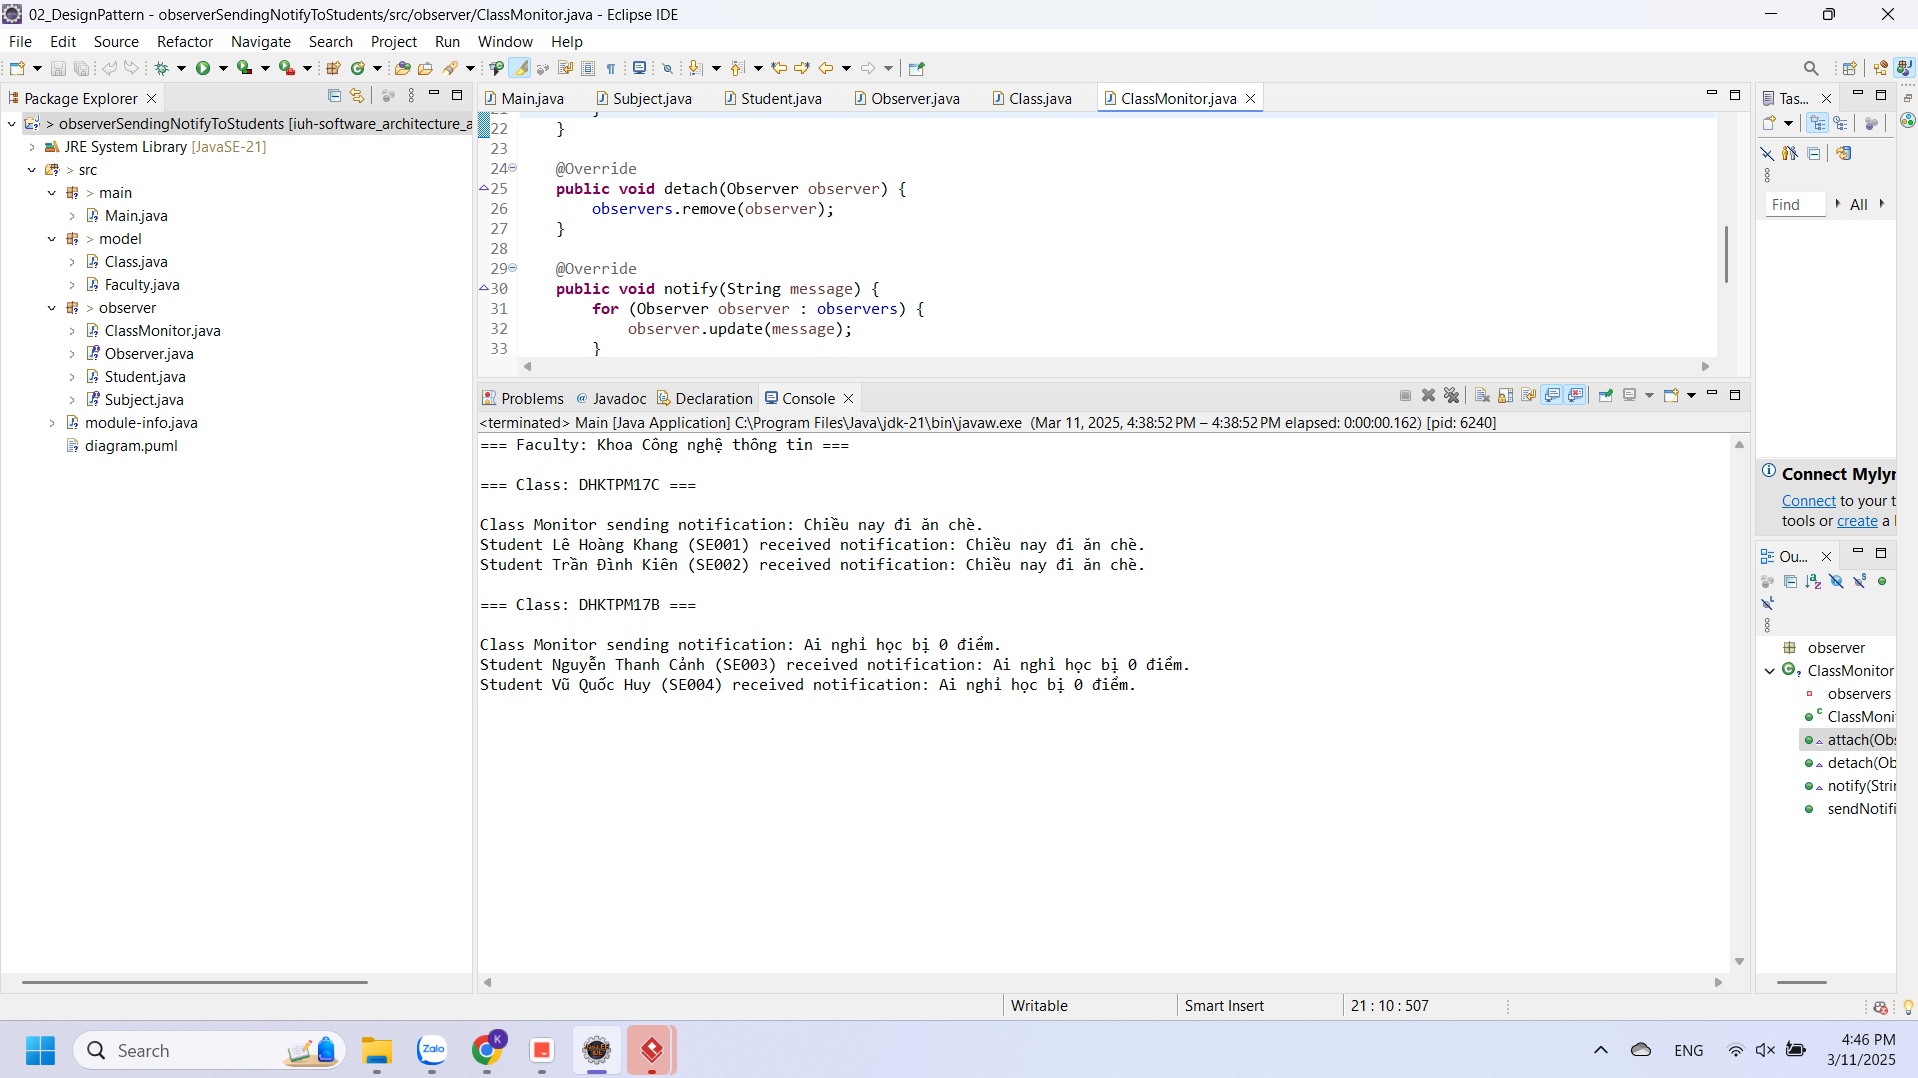 02_DesignPattern - observerSendingNotifyToStudents/src/observer/ClassMonitor.java - Eclipse IDE
File Edit Source Refactor Navigate Search Project Run Window Help
Package Explorer
> observerSendingNotifyToStudents [iuh-software_architecture_a
JRE System Library [JavaSE-21]
> src
> main
Main.java
> model
Class.java
Faculty.java
> observer
ClassMonitor.java
Observer.java
Student.java
Subject.java
module-info.java
diagram.puml
Main.java Subject.java Student.java Observer.java Class.java ClassMonitor.java
22 }
23
24 @Override
25 public void detach(Observer observer) {
26 observers.remove(observer);
27 }
28
29 @Override
30 public void notify(String message) {
31 for (Observer observer : observers) {
32 observer.update(message);
33 }
Problems @ Javadoc Declaration Console
<terminated> Main [Java Application] C:\Program Files\Java\jdk-21\bin\javaw.exe (Mar 11, 2025, 4:38:52 PM – 4:38:52 PM elapsed: 0:00:00.162) [pid: 6240]
=== Faculty: Khoa Công nghệ thông tin ===
=== Class: DHKTPM17C ===
Class Monitor sending notification: Chiều nay đi ăn chè.
Student Lê Hoàng Khang (SE001) received notification: Chiều nay đi ăn chè.
Student Trần Đình Kiên (SE002) received notification: Chiều nay đi ăn chè.
=== Class: DHKTPM17B ===
Class Monitor sending notification: Ai nghỉ học bị 0 điểm.
Student Nguyễn Thanh Cảnh (SE003) received notification: Ai nghỉ học bị 0 điểm.
Student Vũ Quốc Huy (SE004) received notification: Ai nghỉ học bị 0 điểm.
Tas...
Find All
Connect Mylyn
Connect to your t
tools or create a
Ou...
observer
ClassMonitor
observers
ClassMoni
attach(Obs
detach(Ob
notify(Strin
sendNotifi
Writable Smart Insert 21 : 10 : 507
Search
Zalo
K
ENG
4:46 PM
3/11/2025